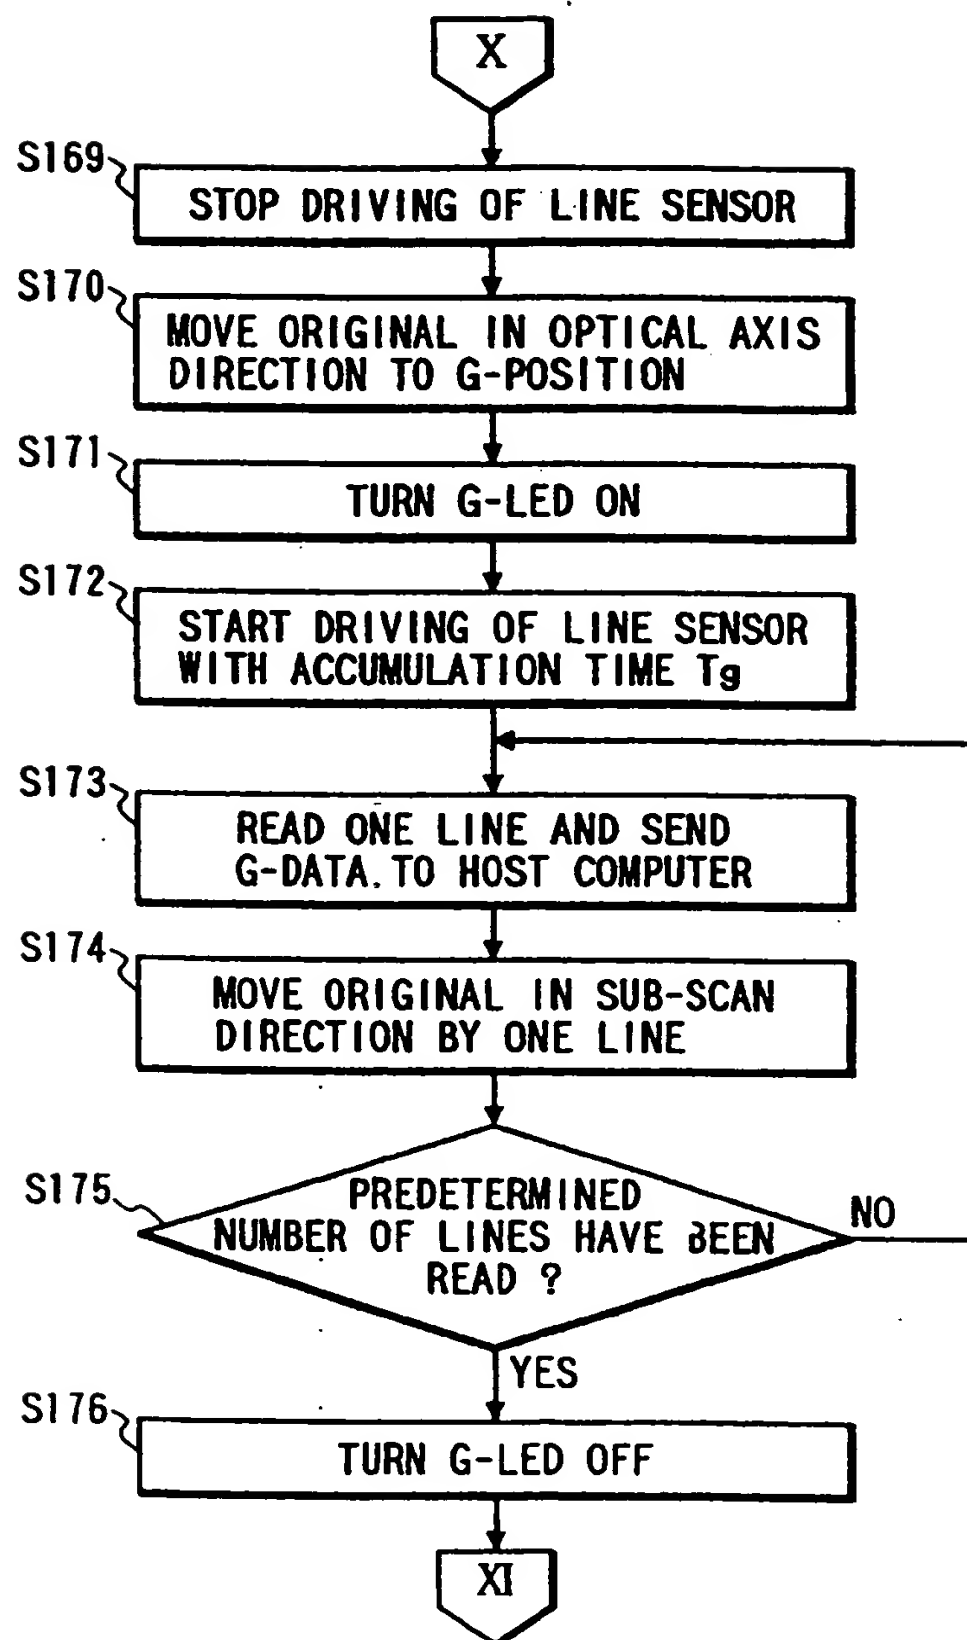 X
S169
STOP DRIVING OF LINE SENSOR
S170
MOVE ORIGINAL IN OPTICAL AXIS
DIRECTION TO G-POSITION
S171
TURN G-LED ON
S172
START DRIVING OF LINE SENSOR
WITH ACCUMULATION TIME Tg
S173
READ ONE LINE AND SEND
G-DATA. TO HOST COMPUTER
S174
MOVE ORIGINAL IN SUB-SCAN
DIRECTION BY ONE LINE
S175
PREDETERMINED
NUMBER OF LINES HAVE BEEN
READ ?
NO
YES
S176
TURN G-LED OFF
XI